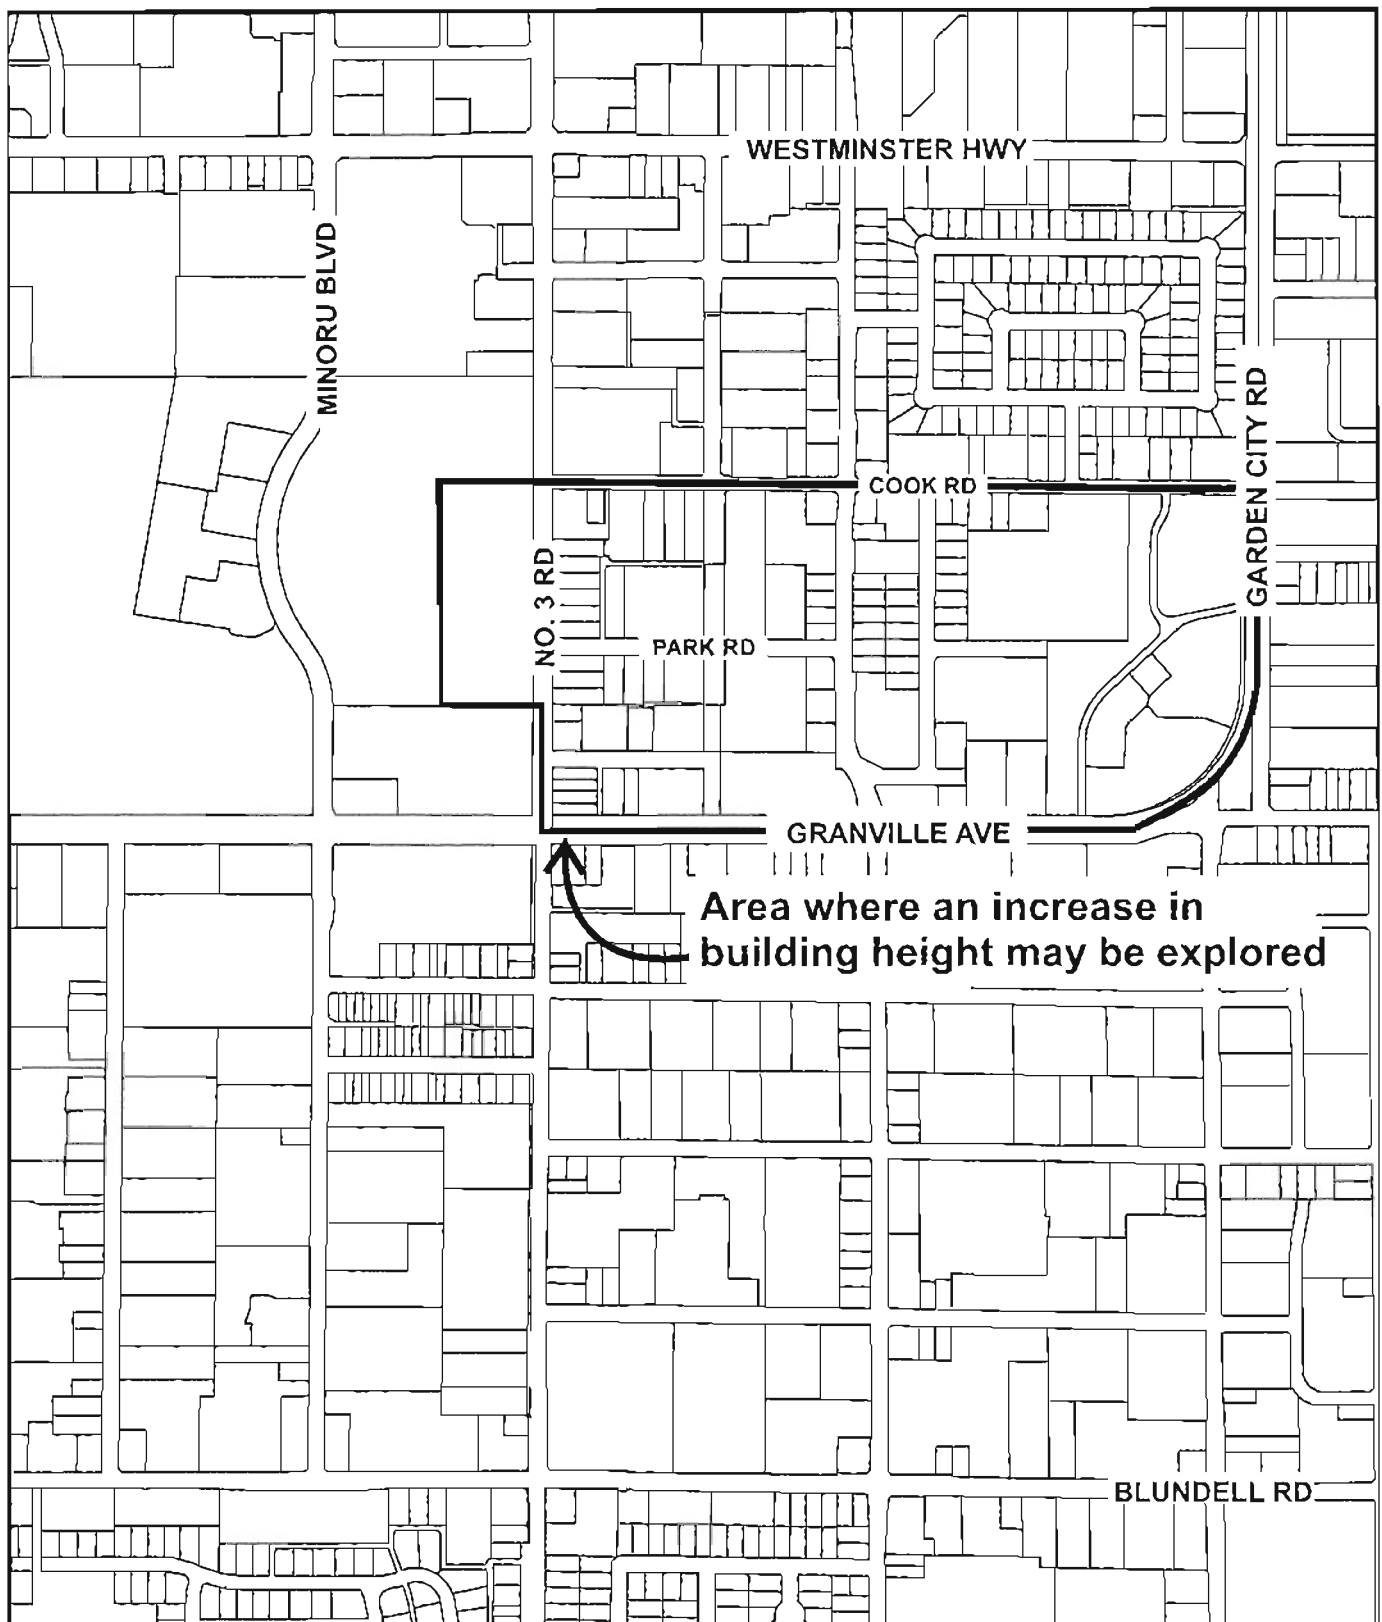 WESTMINSTER HWY
MINORU BLVD
GARDEN CITY RD
COOK RD
NO. 3 RD
PARK RD
GRANVILLE AVE
Area where an increase in
building height may be explored
BLUNDELL RD